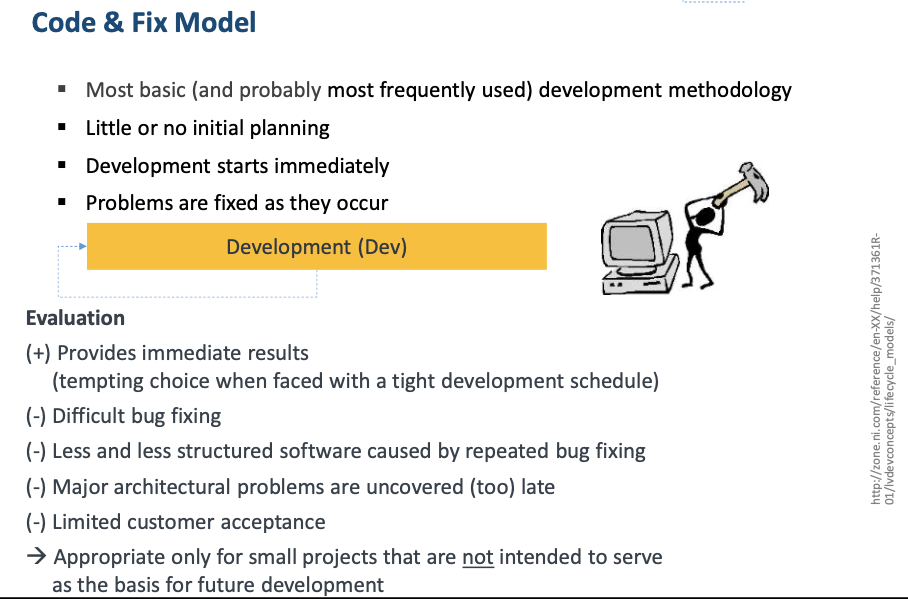 Code & Fix Model
▪ Most basic (and probably most frequently used) development methodology
▪ Little or no initial planning
▪ Development starts immediately
▪ Problems are fixed as they occur
Development (Dev)
Evaluation
(+) Provides immediate results
(tempting choice when faced with a tight development schedule)
(-) Difficult bug fixing
(-) Less and less structured software caused by repeated bug fixing
(-) Major architectural problems are uncovered (too) late
(-) Limited customer acceptance
→ Appropriate only for small projects that are not intended to serve
as the basis for future development
http://zone.ni.com/reference/en-XX/help/371361R-
01/lvdevconcepts/lifecycle_models/